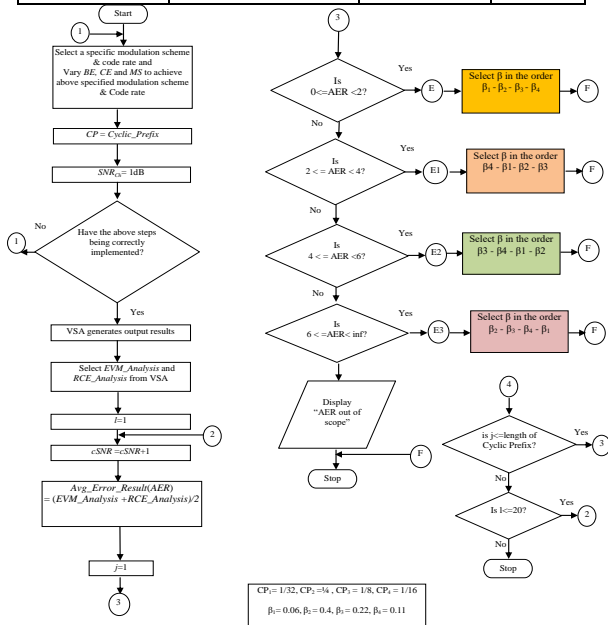 Start
1
Select a specific modulation scheme
& code rate and
Vary BE, CE and MS to achieve
above specified modulation scheme
& Code rate
CP = Cyclic_Prefix
SNRCh= 1dB
No
1
Have the above steps
being correctly
implemented?
Yes
VSA generates output results
Select EVM_Analysis and
RCE_Analysis from VSA
l=1
2
cSNR =cSNR+1
Avg_Error_Result(AER)
= (EVM_Analysis +RCE_Analysis)/2
j=1
3
3
Is
0<=AER <2?
Yes
E
Select β in the order
β₁ - β₂ - β₃ - β₄
F
No
Is
2 < = AER < 4?
Yes
E1
Select β in the order
β4 - β1- β2 - β3
F
No
Is
4 < = AER <6?
Yes
E2
Select β in the order
β3 - β4 - β1 - β2
F
No
Is
6 < =AER< inf?
Yes
E3
Select β in the order
β₂ - β₃ - β₄ - β₁
F
Display
“AER out of
scope”
F
Stop
4
is j<=length of
Cyclic Prefix?
Yes
3
No
Is l<=20?
Yes
2
No
Stop
CP₁= 1/32, CP₂ =¼ , CP₃ = 1/8, CP₄ = 1/16
β₁= 0.06, β₂ = 0.4, β₃ = 0.22, β₄ = 0.11